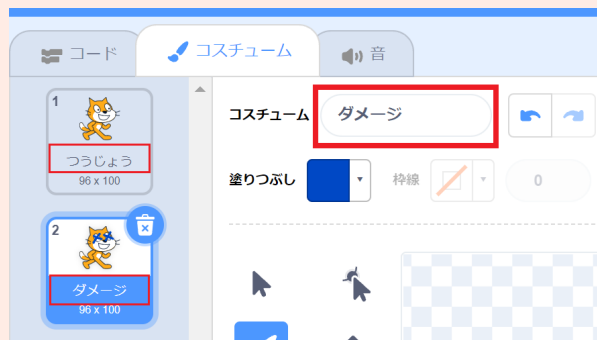 コード
コスチューム
音
1
つうじょう
96 x 100
2
ダメージ
96 x 100
コスチューム
ダメージ
塗りつぶし
枠線
0